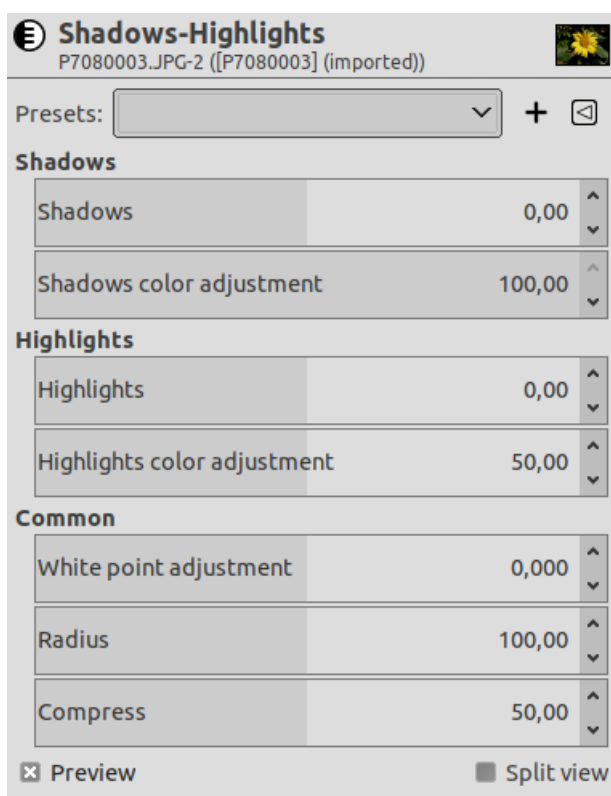 Shadows-Highlights
P7080003.JPG-2 ([P7080003] (imported))
Presets:
Shadows
Shadows 0,00
Shadows color adjustment 100,00
Highlights
Highlights 0,00
Highlights color adjustment 50,00
Common
White point adjustment 0,000
Radius 100,00
Compress 50,00
Preview Split view